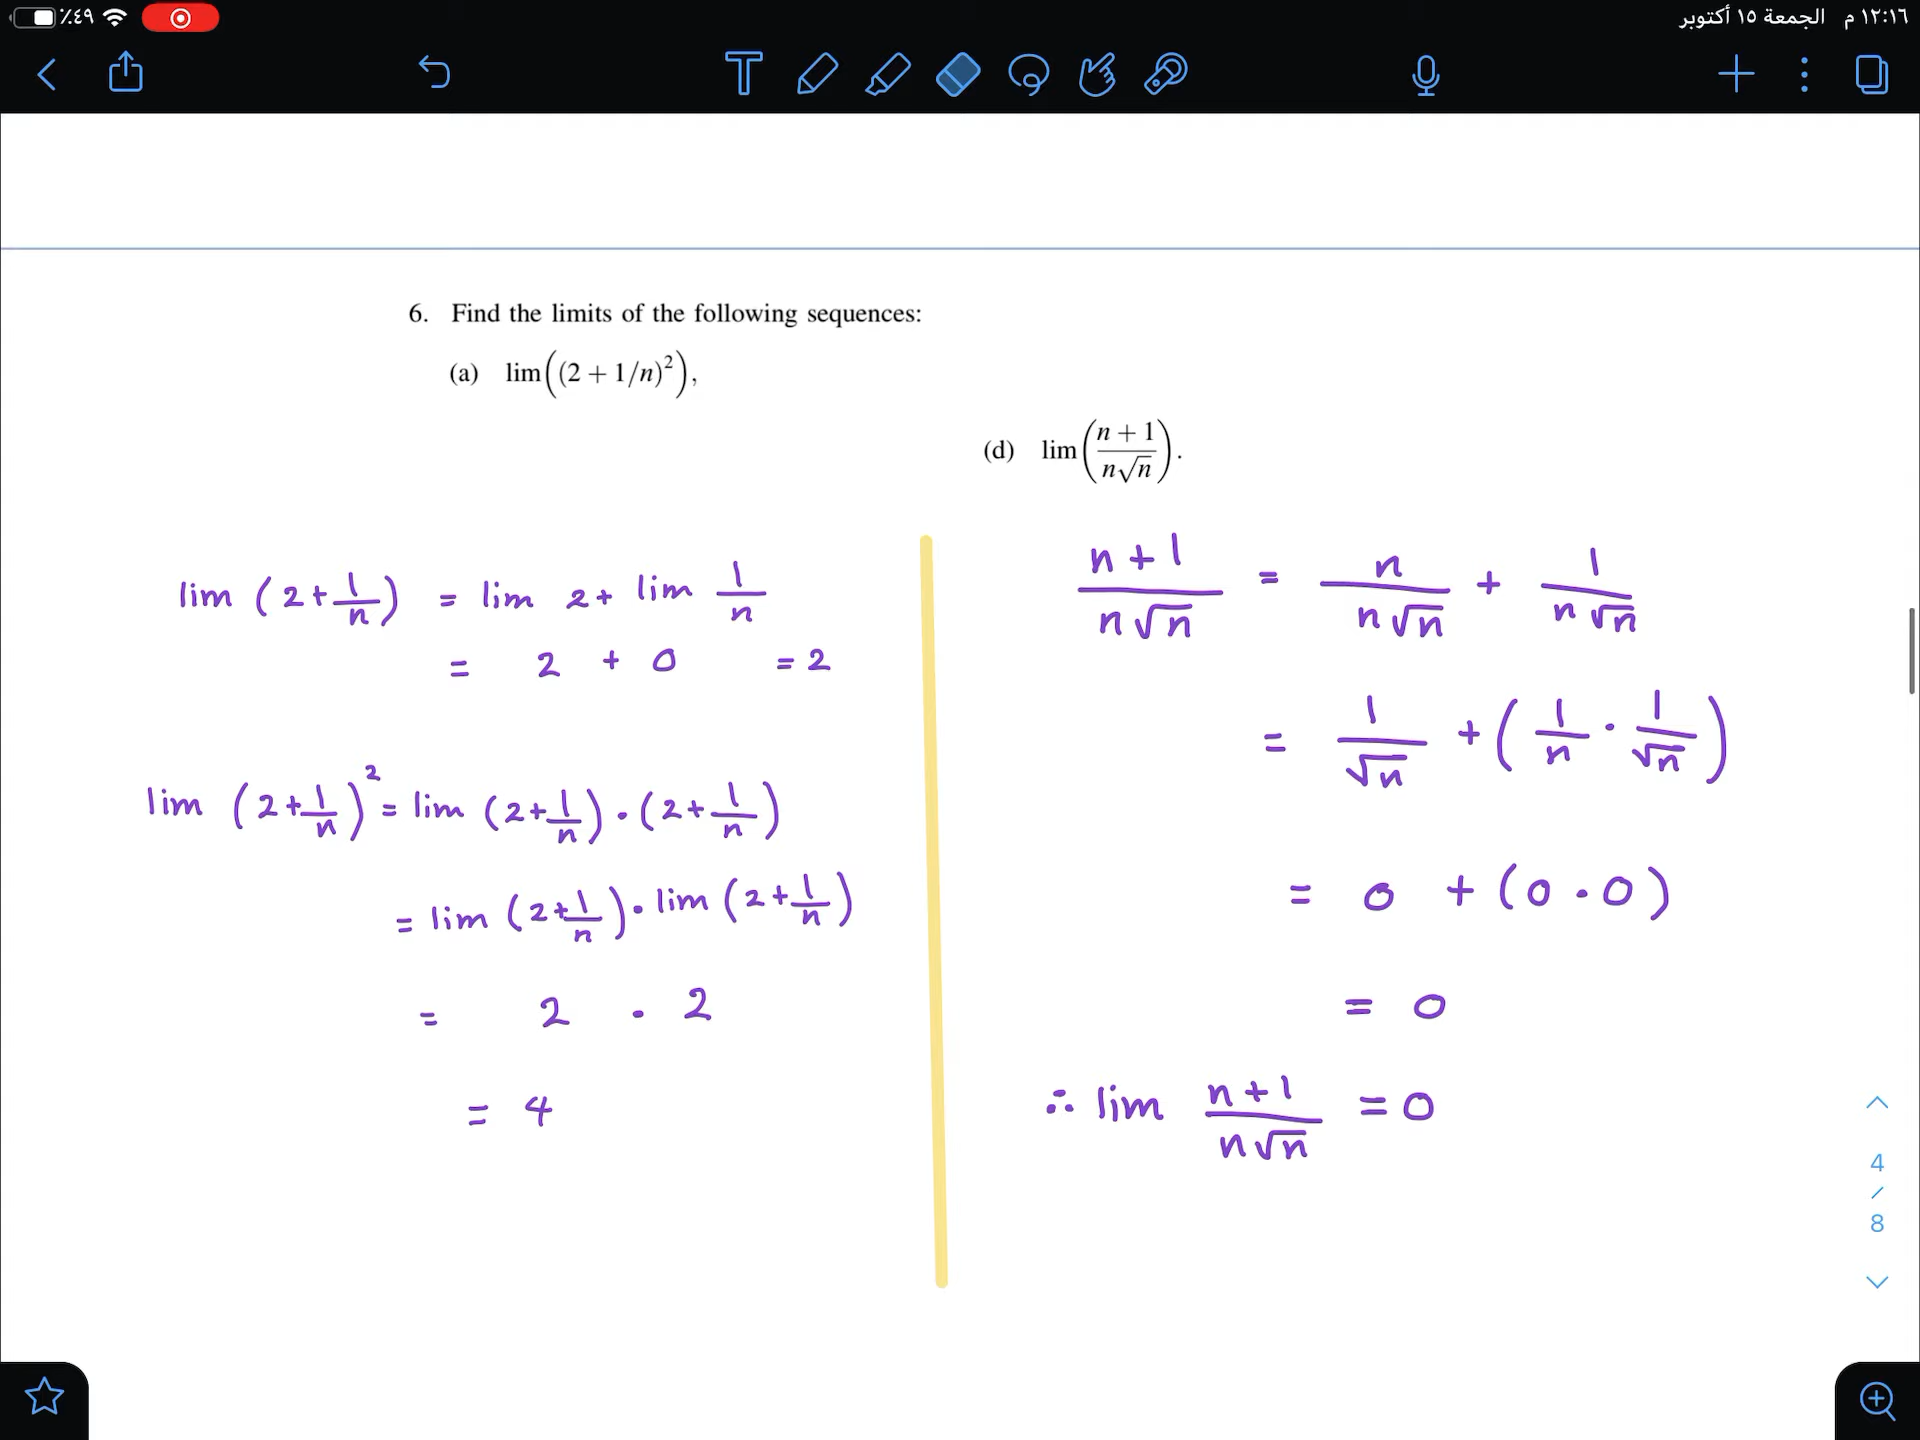 ٪٤٩
١٢:١٦ م الجمعة ١٥ أكتوبر
T
6. Find the limits of the following sequences:
(a) lim((2 + 1/n)²),
(d) lim((n + 1)/(n√n)).
lim (2 + 1/n) = lim 2 + lim 1/n
= 2 + 0 = 2
lim (2 + 1/n)² = lim (2 + 1/n) · (2 + 1/n)
= lim (2 + 1/n) · lim (2 + 1/n)
= 2 · 2
= 4
(n + 1)/(n√n) = n/(n√n) + 1/(n√n)
= 1/√n + (1/n · 1/√n)
= 0 + (0 · 0)
= 0
∴ lim (n + 1)/(n√n) = 0
4
/
8